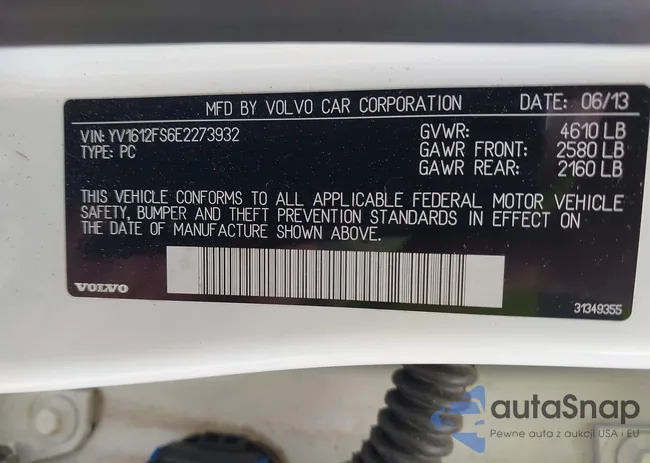 MFD BY VOLVO CAR CORPORATION DATE: 06/13
VIN: YV1612FS6E2273932 GVWR: 4610 LB
TYPE: PC GAWR FRONT: 2580 LB
GAWR REAR: 2160 LB
THIS VEHICLE CONFORMS TO ALL APPLICABLE FEDERAL MOTOR VEHICLE
SAFETY, BUMPER AND THEFT PREVENTION STANDARDS IN EFFECT ON
THE DATE OF MANUFACTURE SHOWN ABOVE.
VOLVO 31349355
autaSnap
Pewne auta z aukcji USA i EU